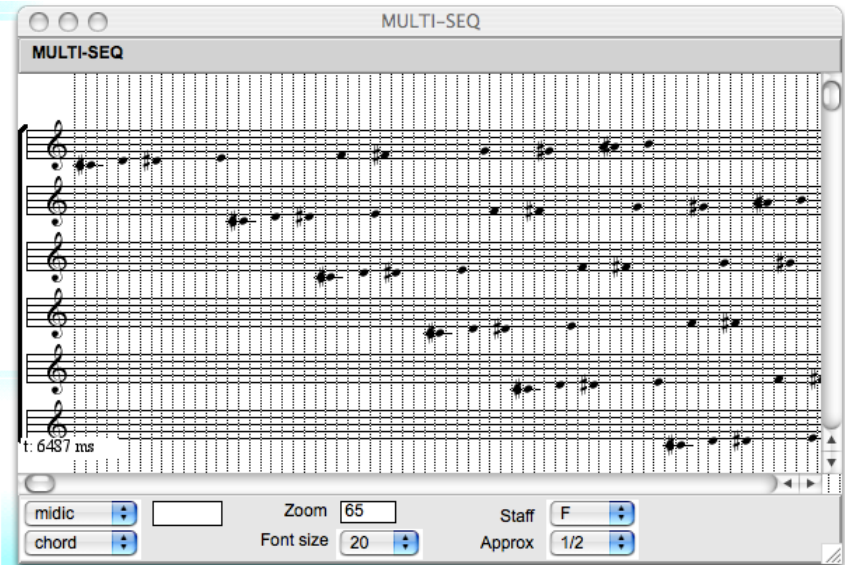 MULTI-SEQ
MULTI-SEQ
t: 6487 ms
midic Zoom 65 Staff F
chord Font size 20 Approx 1/2